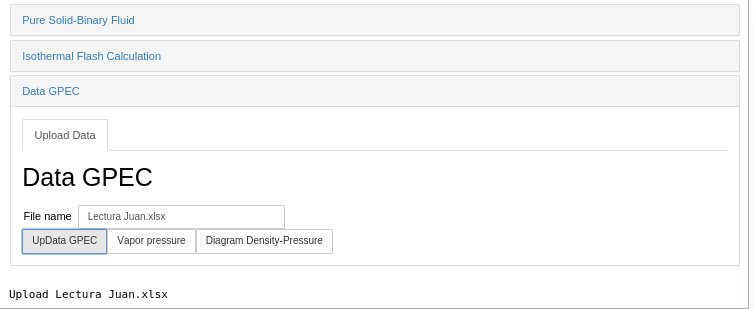 Pure Solid-Binary Fluid
Isothermal Flash Calculation
Data GPEC
Upload Data
Data GPEC
File name Lectura Juan.xlsx
UpData GPEC Vapor pressure Diagram Density-Pressure
Upload Lectura Juan.xlsx